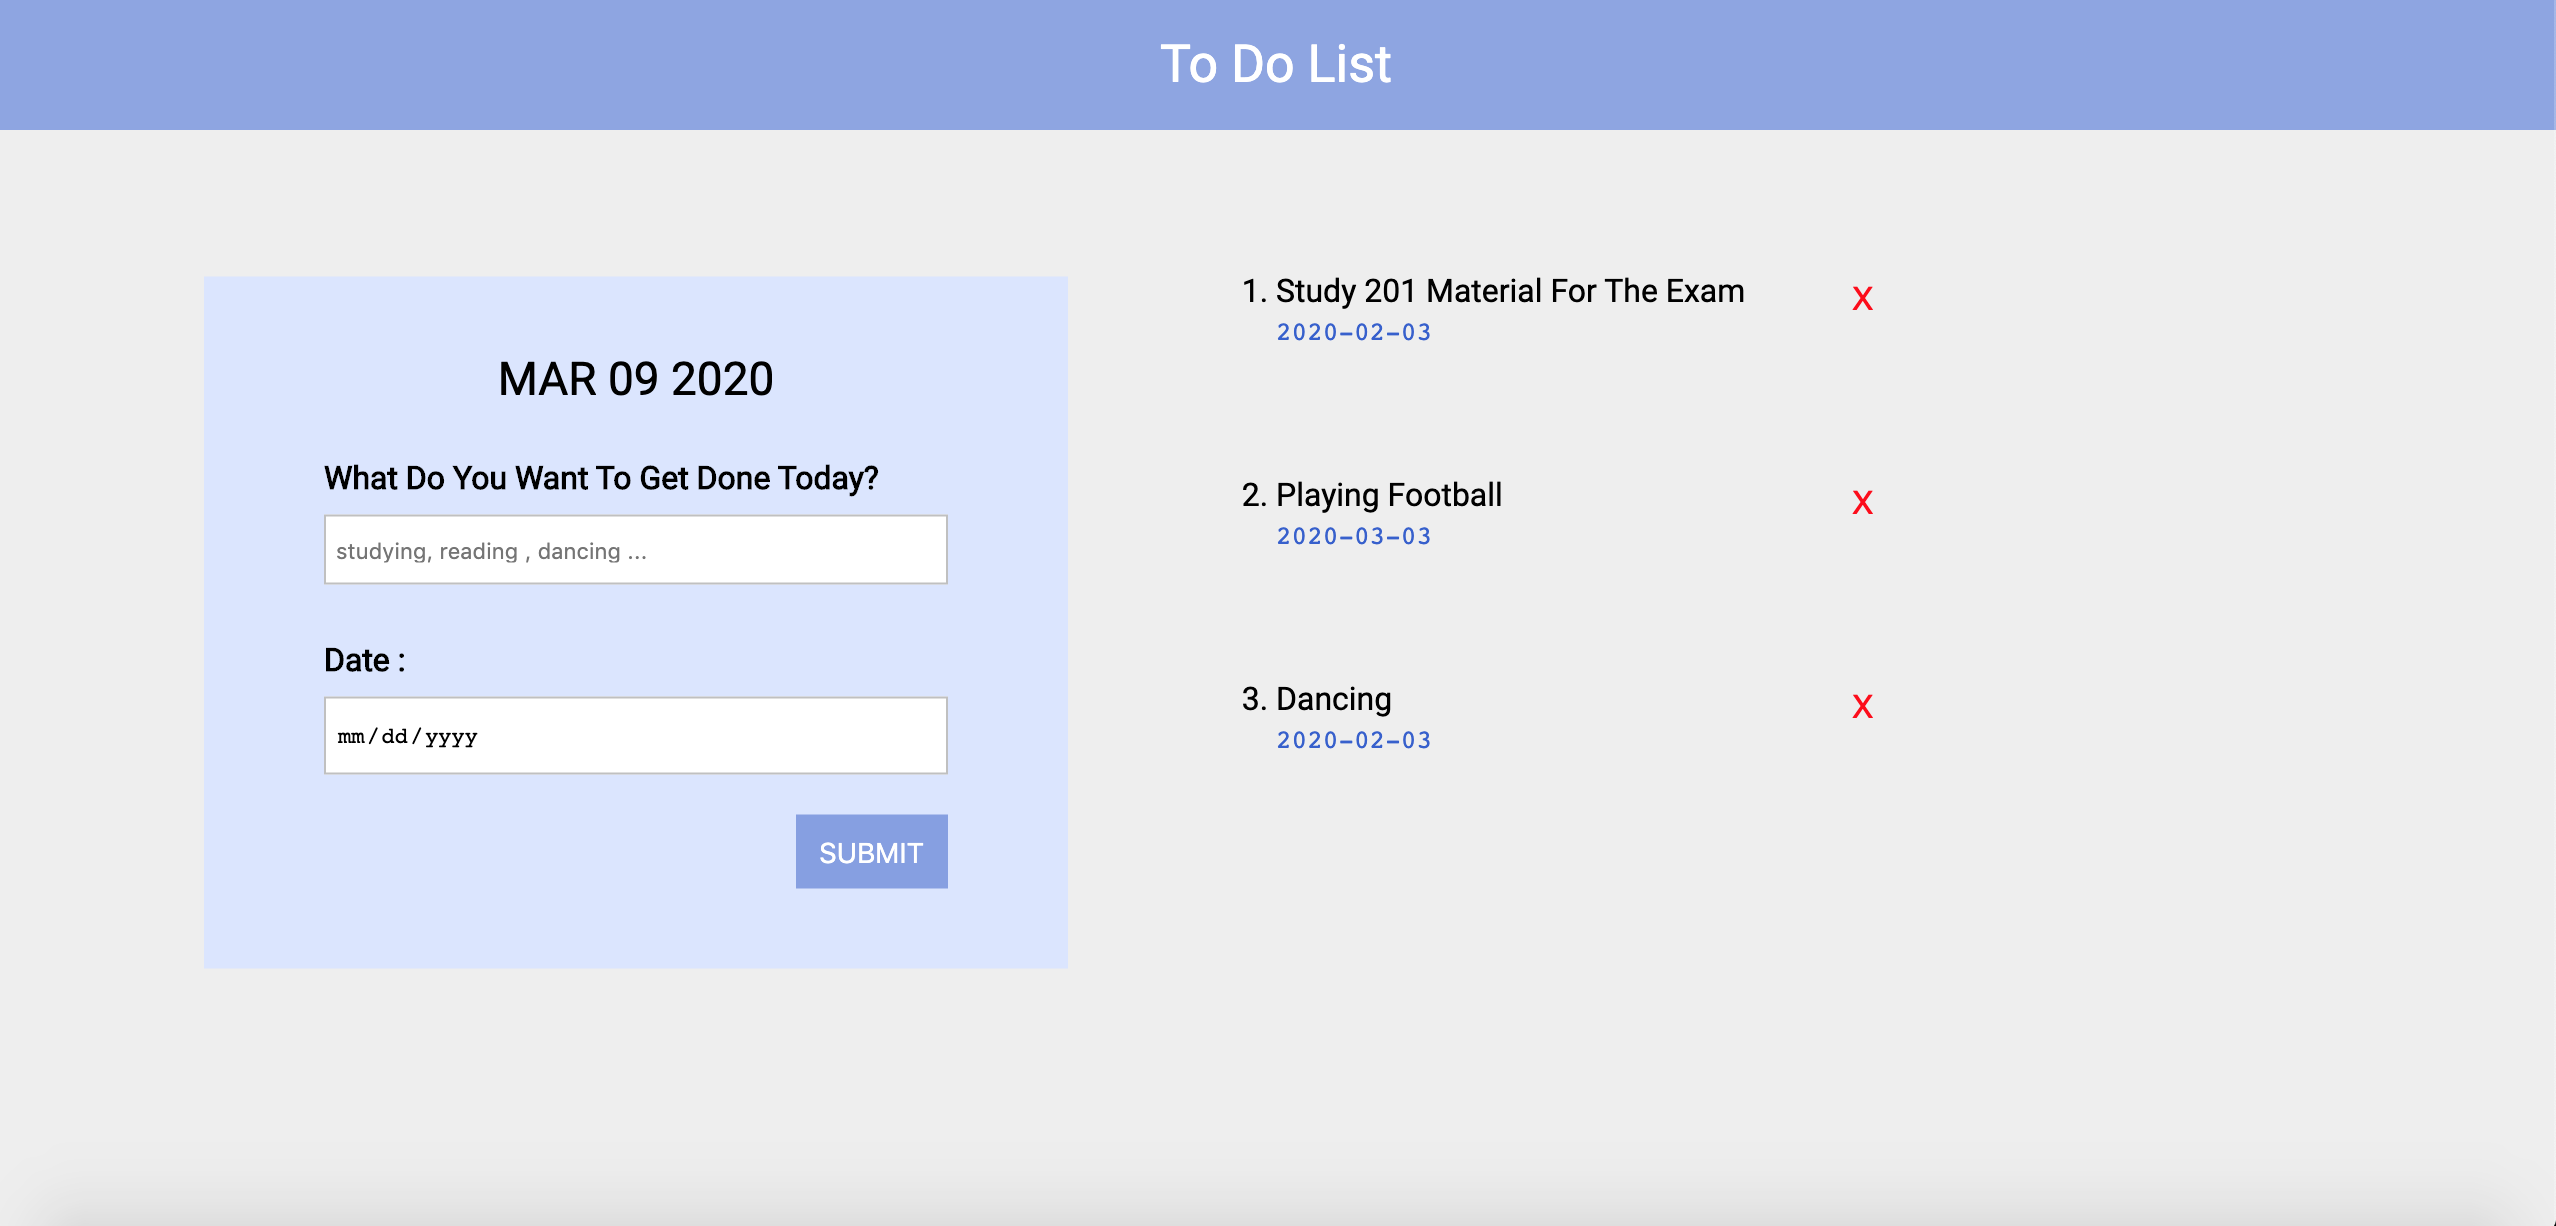 To Do List
MAR 09 2020
What Do You Want To Get Done Today?
studying, reading , dancing ...
Date :
mm/dd/yyyy
SUBMIT
1. Study 201 Material For The Exam X
2020-02-03
2. Playing Football X
2020-03-03
3. Dancing X
2020-02-03